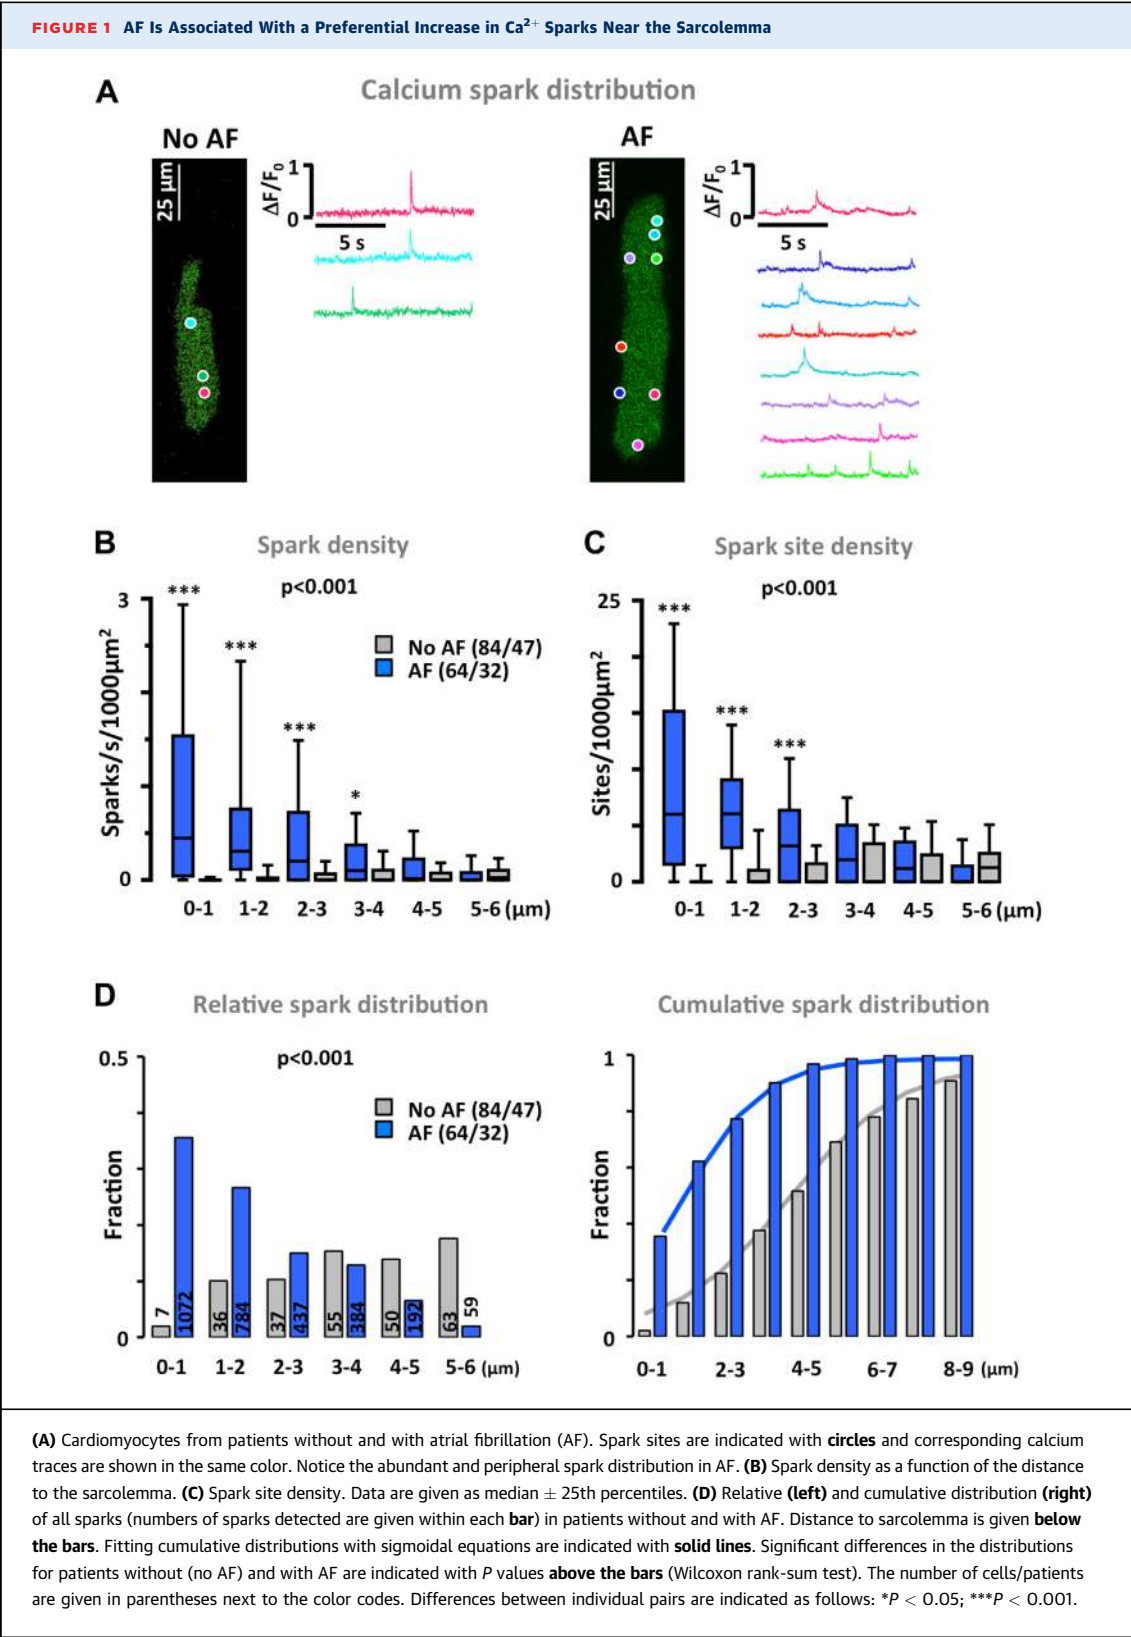 FIGURE 1 AF Is Associated With a Preferential Increase in Ca2+ Sparks Near the Sarcolemma
A
Calcium spark distribution
No AF
AF
25 µm
ΔF/F0
1
0
5 s
25 µm
ΔF/F0
1
0
5 s
B
Spark density
p<0.001
3
0
Sparks/s/1000µm2
***
***
***
*
No AF (84/47)
AF (64/32)
0-1 1-2 2-3 3-4 4-5 5-6 (µm)
C
Spark site density
p<0.001
25
0
Sites/1000µm2
***
***
***
0-1 1-2 2-3 3-4 4-5 5-6 (µm)
D
Relative spark distribution
p<0.001
0.5
0
Fraction
No AF (84/47)
AF (64/32)
7 1072 36 784 37 437 55 384 50 192 63 59
0-1 1-2 2-3 3-4 4-5 5-6 (µm)
Cumulative spark distribution
1
0
Fraction
0-1 2-3 4-5 6-7 8-9 (µm)
(A) Cardiomyocytes from patients without and with atrial fibrillation (AF). Spark sites are indicated with circles and corresponding calcium
traces are shown in the same color. Notice the abundant and peripheral spark distribution in AF. (B) Spark density as a function of the distance
to the sarcolemma. (C) Spark site density. Data are given as median ± 25th percentiles. (D) Relative (left) and cumulative distribution (right)
of all sparks (numbers of sparks detected are given within each bar) in patients without and with AF. Distance to sarcolemma is given below
the bars. Fitting cumulative distributions with sigmoidal equations are indicated with solid lines. Significant differences in the distributions
for patients without (no AF) and with AF are indicated with P values above the bars (Wilcoxon rank-sum test). The number of cells/patients
are given in parentheses next to the color codes. Differences between individual pairs are indicated as follows: *P < 0.05; ***P < 0.001.